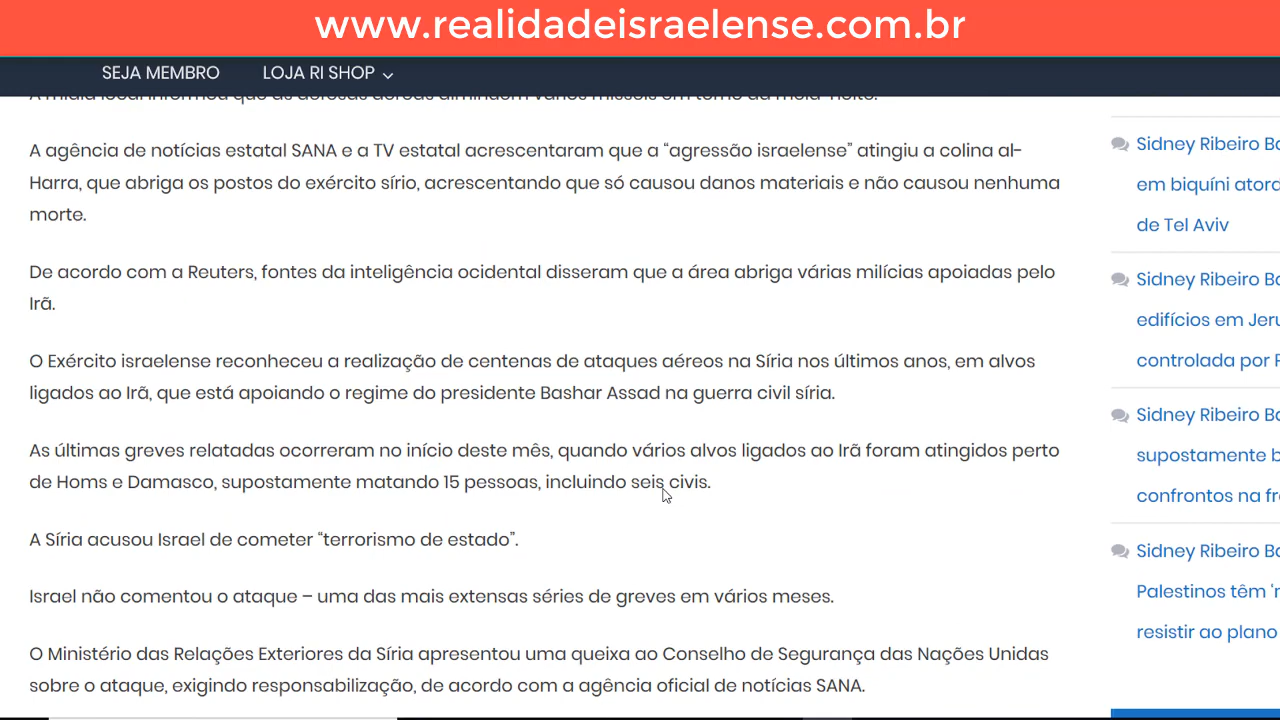 www.realidadeisraelense.com.br
SEJA MEMBRO LOJA RI SHOP
A agência de notícias estatal SANA e a TV estatal acrescentaram que a “agressão israelense” atingiu a colina al-
Harra, que abriga os postos do exército sírio, acrescentando que só causou danos materiais e não causou nenhuma
morte.
De acordo com a Reuters, fontes da inteligência ocidental disseram que a área abriga várias milícias apoiadas pelo
Irã.
O Exército israelense reconheceu a realização de centenas de ataques aéreos na Síria nos últimos anos, em alvos
ligados ao Irã, que está apoiando o regime do presidente Bashar Assad na guerra civil síria.
As últimas greves relatadas ocorreram no início deste mês, quando vários alvos ligados ao Irã foram atingidos perto
de Homs e Damasco, supostamente matando 15 pessoas, incluindo seis civis.
A Síria acusou Israel de cometer “terrorismo de estado”.
Israel não comentou o ataque – uma das mais extensas séries de greves em vários meses.
O Ministério das Relações Exteriores da Síria apresentou uma queixa ao Conselho de Segurança das Nações Unidas
sobre o ataque, exigindo responsabilização, de acordo com a agência oficial de notícias SANA.
Sidney Ribeiro
em biquíni
de Tel Aviv
Sidney Ribeiro
edifícios em
controlada por
Sidney Ribeiro
supostamente
confrontos na
Sidney Ribeiro
Palestinos têm
resistir ao plano